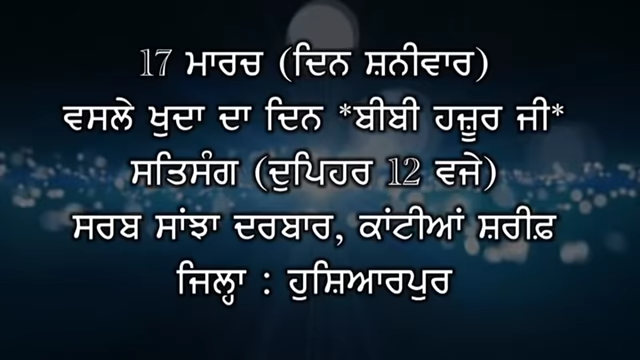 17 ਮਾਰਚ (ਦਿਨ ਸ਼ਨੀਵਾਰ)
ਵਸਲੇ ਖੁਦਾ ਦਾ ਦਿਨ *ਬੀਬੀ ਹਜ਼ੂਰ ਜੀ*
ਸਤਿਸੰਗ (ਦੁਪਿਹਰ 12 ਵਜੇ)
ਸਰਬ ਸਾਂਝਾ ਦਰਬਾਰ, ਕਾਂਟੀਆਂ ਸ਼ਰੀਫ਼
ਜਿਲ੍ਹਾ : ਹੁਸ਼ਿਆਰਪੁਰ